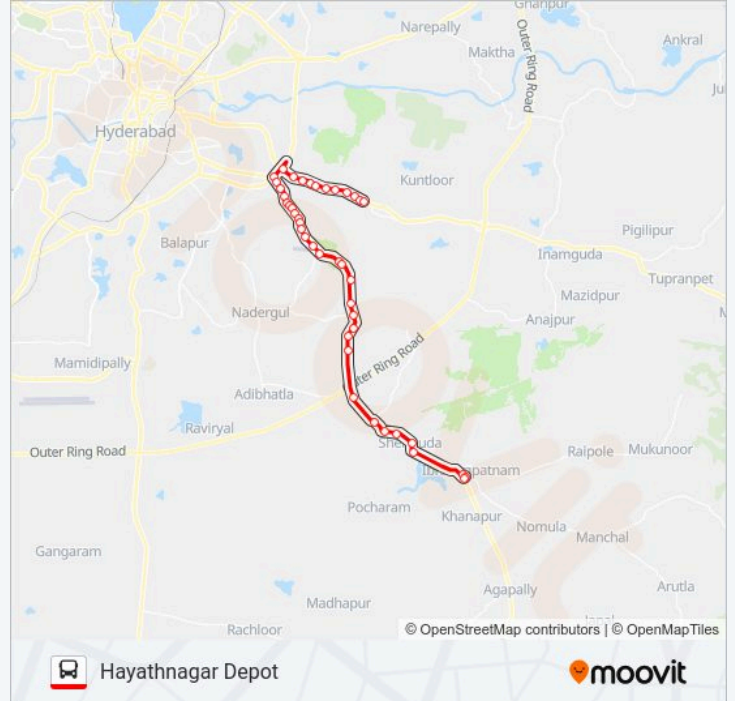 Ghanpur
Narepally
Ankral
Maktha
Outer Ring Road
Hyderabad
Kuntloor
Balapur
Pigilipur
Inamguda
Tupranpet
Mazidpur
Nadergul
Anajpur
Mamidipally
Outer Ring Road
Adibhatla
Raviryal
Outer Ring Road
Raipole
Mukunoor
Pocharam
Khanapur
Nomula
Manchal
Gangaram
Agapally
Arutla
Madhapur
Rachloor
© OpenStreetMap contributors | © OpenMapTiles
Hayathnagar Depot
moovit